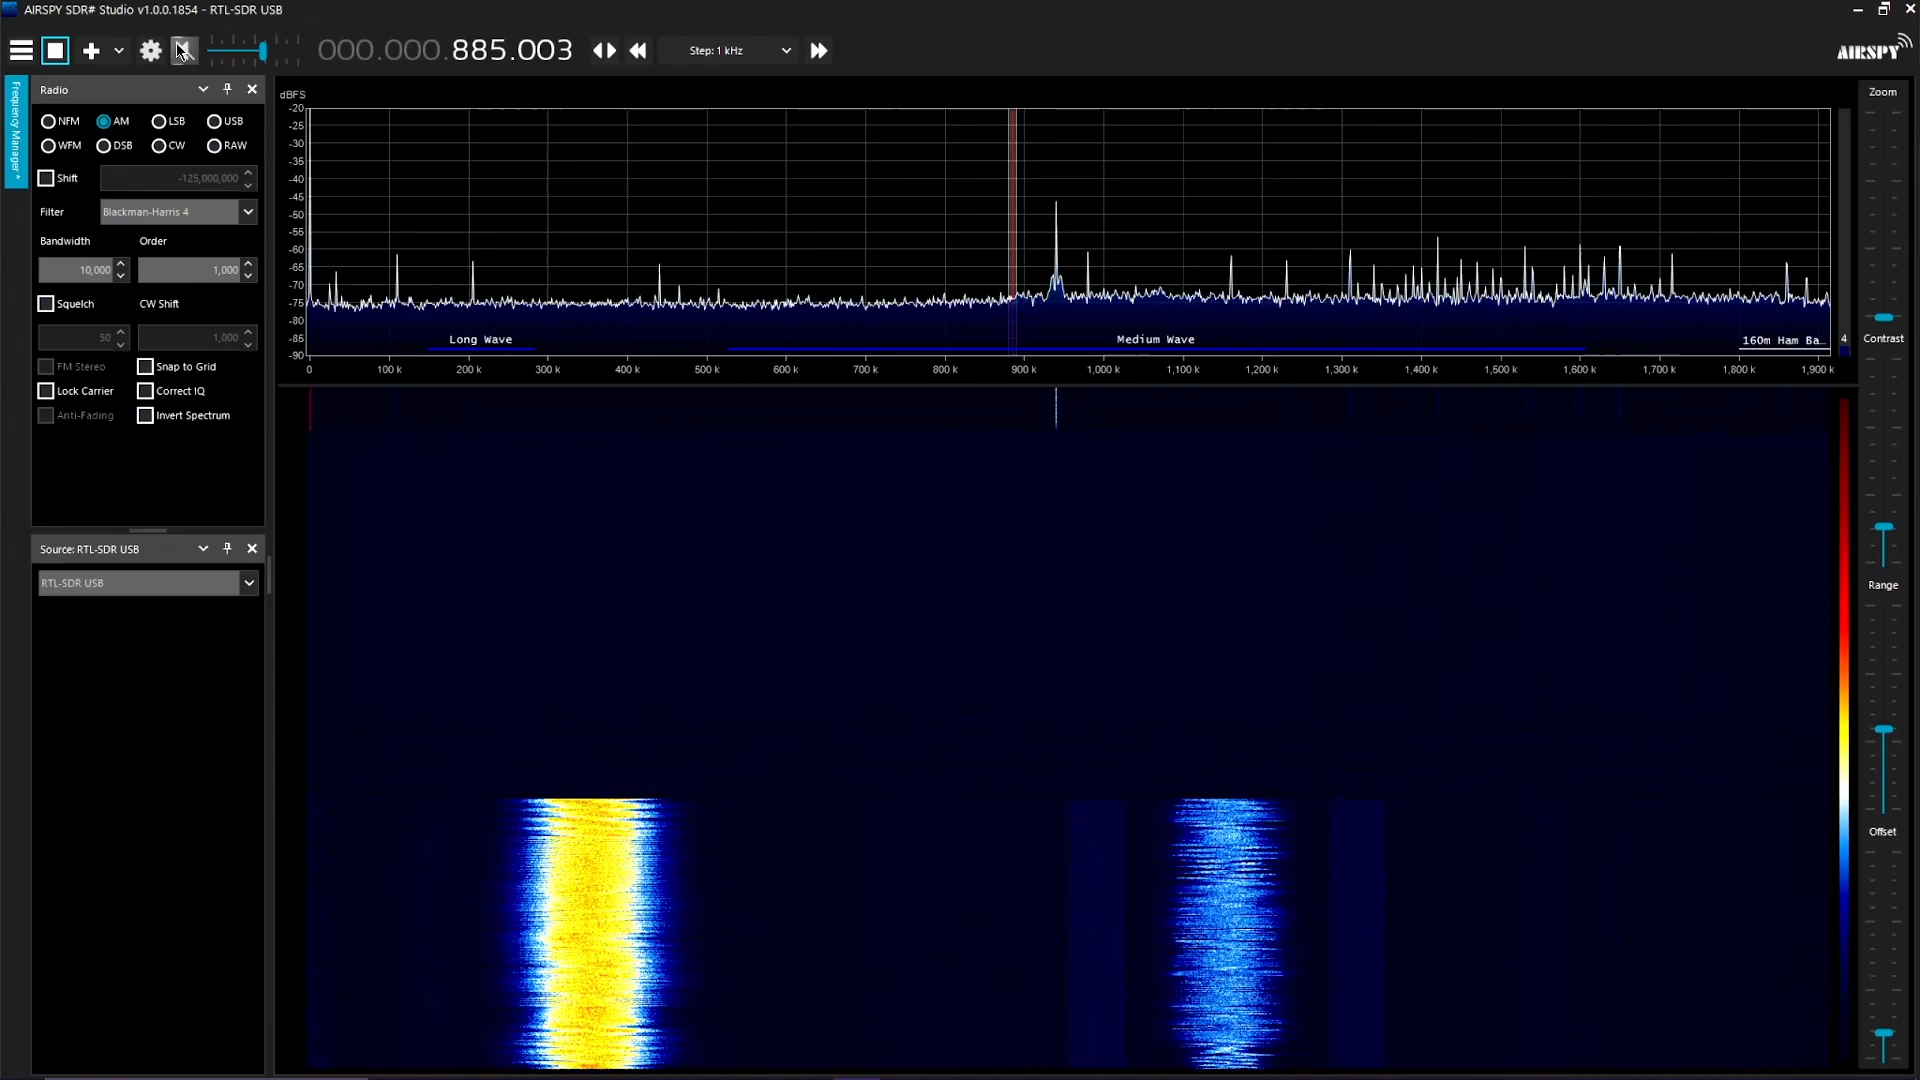 AIRSPY SDR# Studio v1.0.0.1854 - RTL-SDR USB
000.000.885.003
Step: 1 kHz
AIRSPY
Frequency Manager *
Radio
NFM AM LSB USB
WFM DSB CW RAW
Shift -125,000,000
Filter Blackman-Harris 4
Bandwidth Order
10,000 1,000
Squelch CW Shift
50 1,000
FM Stereo Snap to Grid
Lock Carrier Correct IQ
Anti-Fading Invert Spectrum
Source: RTL-SDR USB
RTL-SDR USB
dBFS
-20
-25
-30
-35
-40
-45
-50
-55
-60
-65
-70
-75
-80
-85
-90
Long Wave Medium Wave 160m Ham Ba...
4
0 100 k 200 k 300 k 400 k 500 k 600 k 700 k 800 k 900 k 1,000 k 1,100 k 1,200 k 1,300 k 1,400 k 1,500 k 1,600 k 1,700 k 1,800 k 1,900 k
Zoom
Contrast
Range
Offset